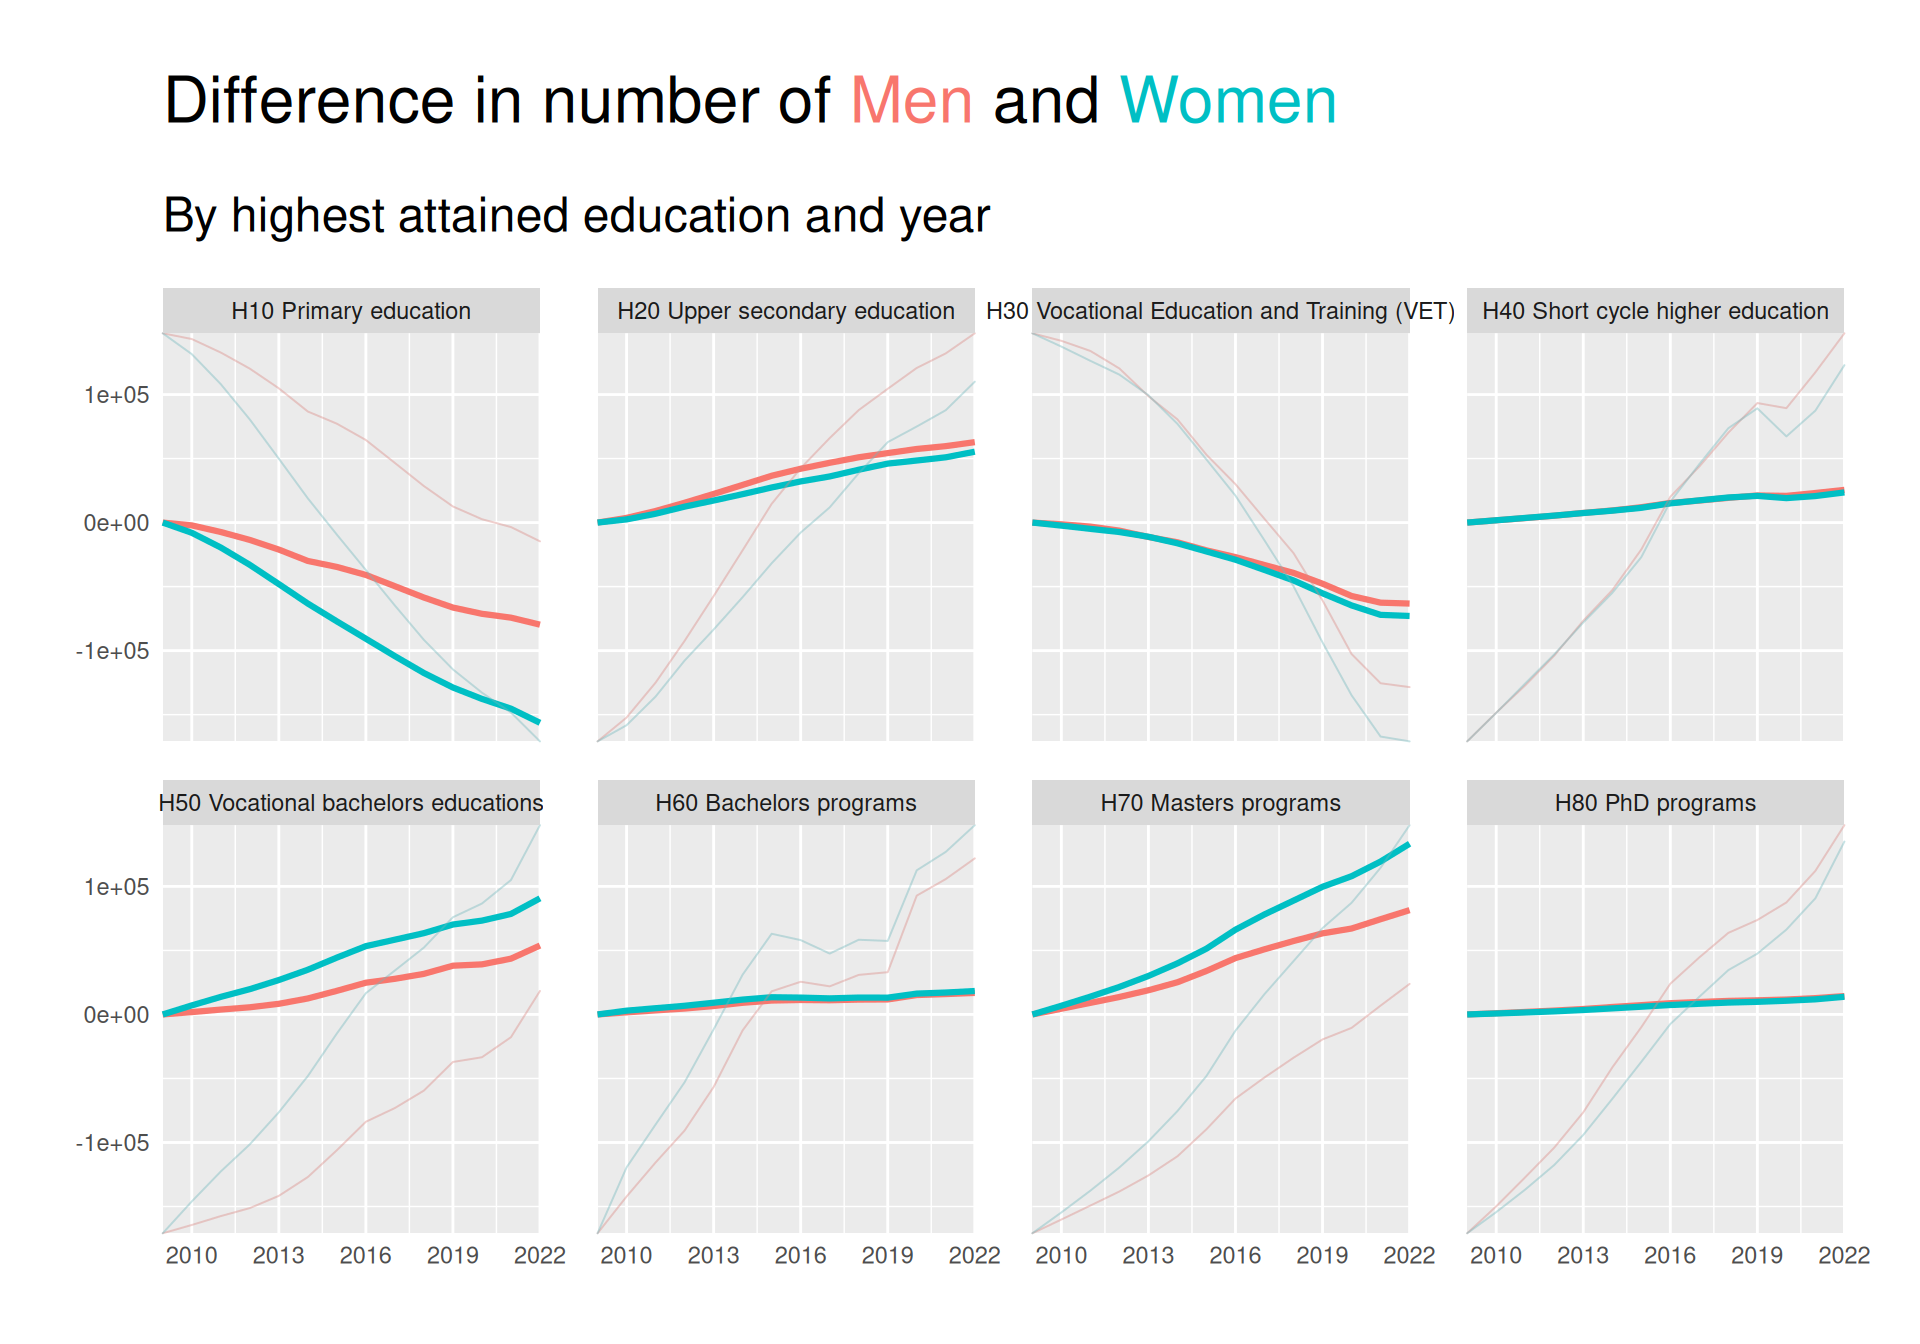 Difference in number of Men and Women
By highest attained education and year
H10 Primary education
H20 Upper secondary education
H30 Vocational Education and Training (VET)
H40 Short cycle higher education
1e+05
0e+00
-1e+05
H50 Vocational bachelors educations
H60 Bachelors programs
H70 Masters programs
H80 PhD programs
1e+05
0e+00
-1e+05
2010 2013 2016 2019 2022
2010 2013 2016 2019 2022
2010 2013 2016 2019 2022
2010 2013 2016 2019 2022